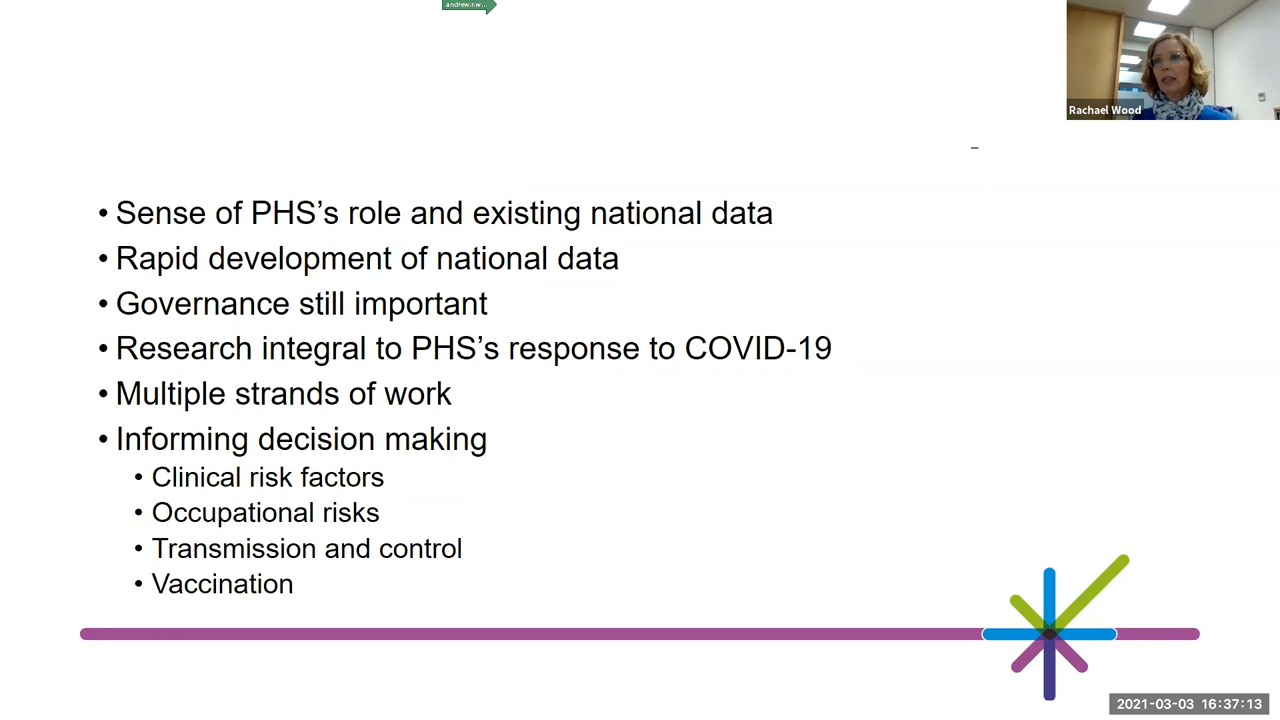 andrew.r.w...
Rachael Wood
• Sense of PHS’s role and existing national data
• Rapid development of national data
• Governance still important
• Research integral to PHS’s response to COVID-19
• Multiple strands of work
• Informing decision making
• Clinical risk factors
• Occupational risks
• Transmission and control
• Vaccination
2021-03-03 16:37:13